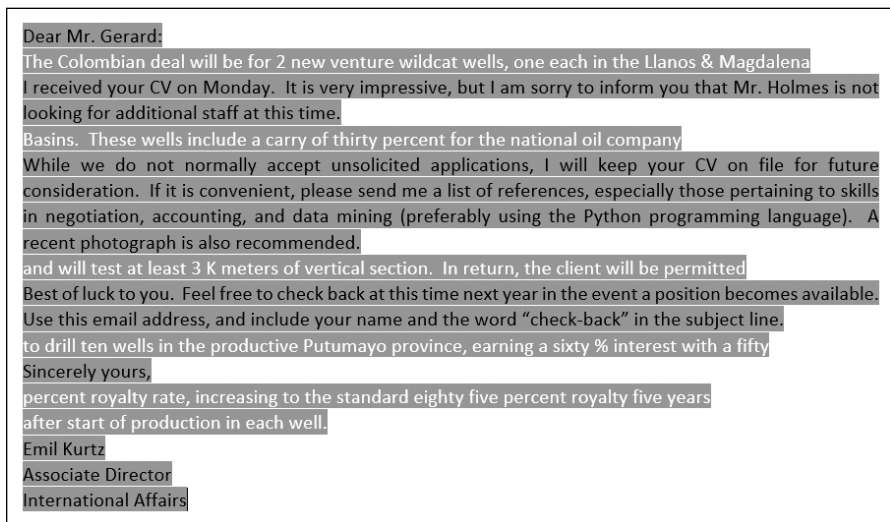 Dear Mr. Gerard:
The Colombian deal will be for 2 new venture wildcat wells, one each in the Llanos & Magdalena
I received your CV on Monday.  It is very impressive, but I am sorry to inform you that Mr. Holmes is not
looking for additional staff at this time.
Basins.  These wells include a carry of thirty percent for the national oil company
While we do not normally accept unsolicited applications, I will keep your CV on file for future
consideration.  If it is convenient, please send me a list of references, especially those pertaining to skills
in negotiation, accounting, and data mining (preferably using the Python programming language).  A
recent photograph is also recommended.
and will test at least 3 K meters of vertical section.  In return, the client will be permitted
Best of luck to you.  Feel free to check back at this time next year in the event a position becomes available.
Use this email address, and include your name and the word “check-back” in the subject line.
to drill ten wells in the productive Putumayo province, earning a sixty % interest with a fifty
Sincerely yours,
percent royalty rate, increasing to the standard eighty five percent royalty five years
after start of production in each well.
Emil Kurtz
Associate Director
International Affairs